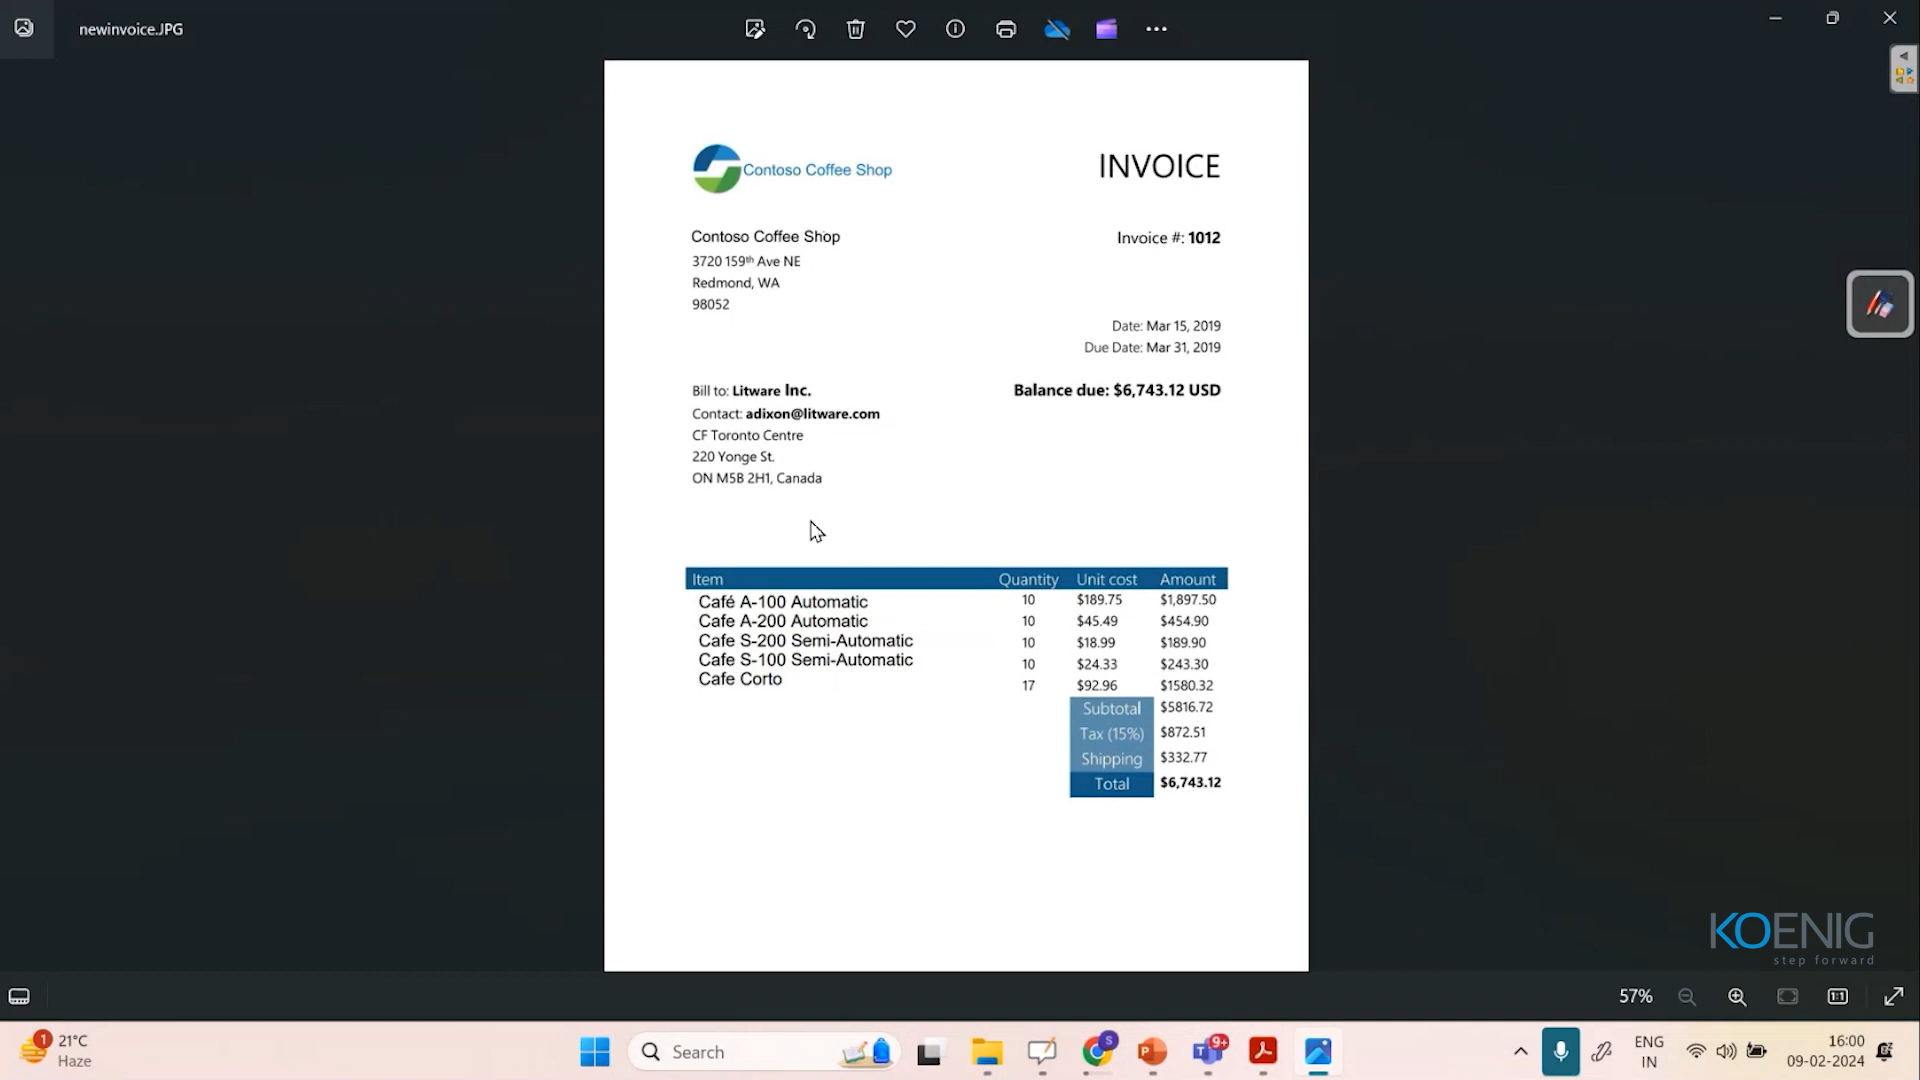 newinvoice.JPG
Contoso Coffee Shop
INVOICE
Contoso Coffee Shop
Invoice #: 1012
3720 159th Ave NE
Redmond, WA
98052
Date: Mar 15, 2019
Due Date: Mar 31, 2019
Bill to: Litware Inc.
Balance due: $6,743.12 USD
Contact: adixon@litware.com
CF Toronto Centre
220 Yonge St.
ON M5B 2H1, Canada
Item Quantity Unit cost Amount
Café A-100 Automatic 10 $189.75 $1,897.50
Cafe A-200 Automatic 10 $45.49 $454.90
Cafe S-200 Semi-Automatic 10 $18.99 $189.90
Cafe S-100 Semi-Automatic 10 $24.33 $243.30
Cafe Corto 17 $92.96 $1580.32
Subtotal $5816.72
Tax (15%) $872.51
Shipping $332.77
Total $6,743.12
KOENIG
step forward
57%
1:1
1
21°C
Haze
Search
S
9+
ENG
IN
16:00
09-02-2024